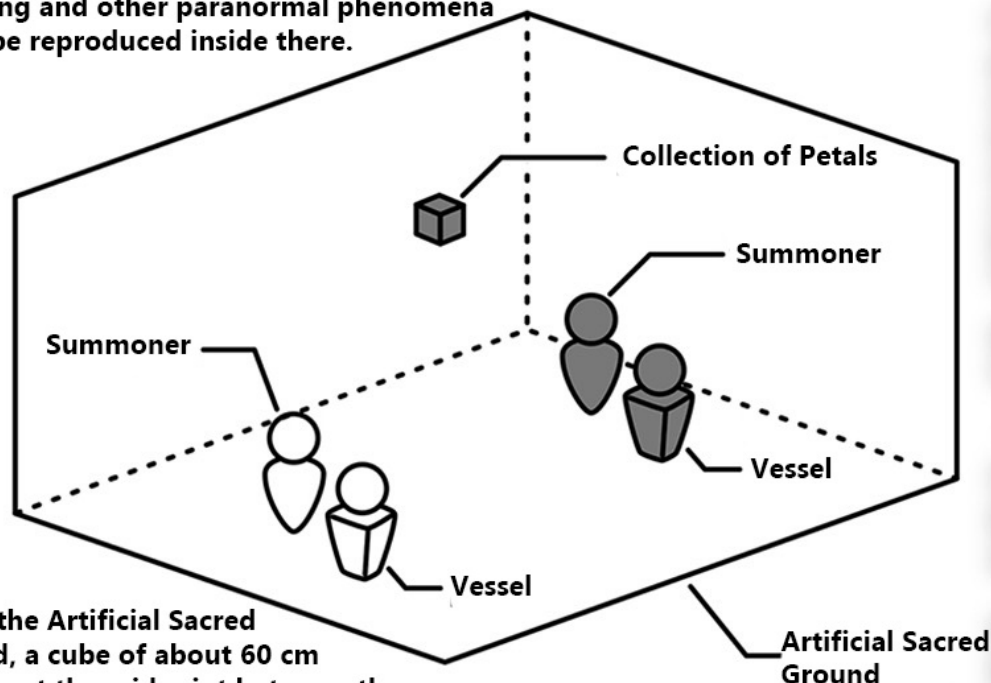 ng and other paranormal phenomena
be reproduced inside there.
Collection of Petals
Summoner
Summoner
Vessel
Vessel
the Artificial Sacred
d, a cube of about 60 cm
Artificial Sacred
Ground